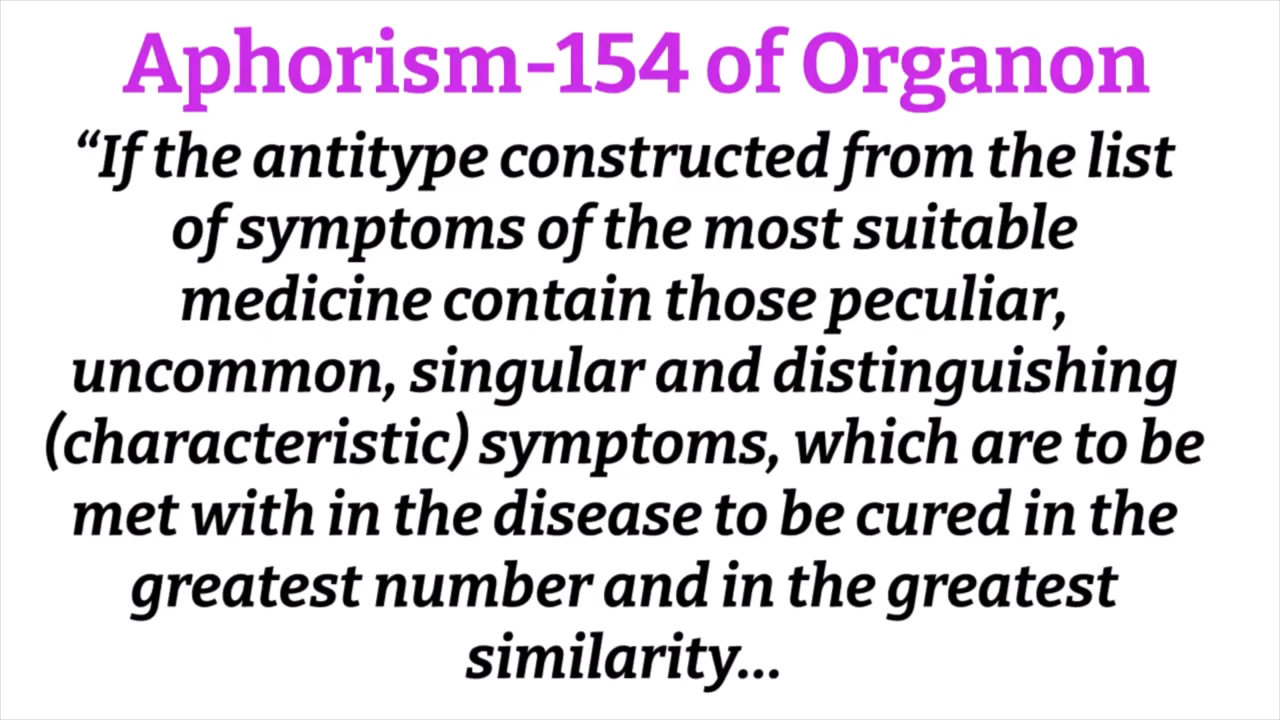 Aphorism-154 of Organon
“If the antitype constructed from the list
of symptoms of the most suitable
medicine contain those peculiar,
uncommon, singular and distinguishing
(characteristic) symptoms, which are to be
met with in the disease to be cured in the
greatest number and in the greatest
similarity...